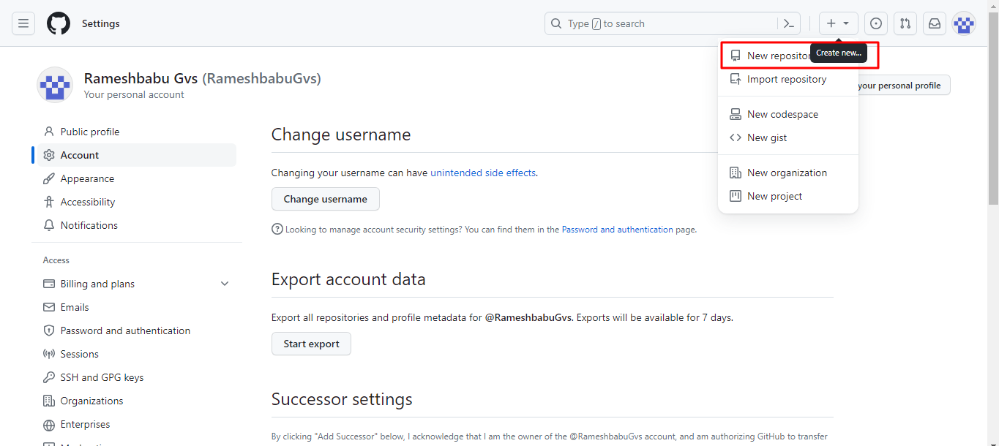 Settings
Type / to search
New reposito
Create new...
Import repository
your personal profile
New codespace
New gist
New organization
New project
Rameshbabu Gvs (RameshbabuGvs)
Your personal account
Public profile
Account
Appearance
Accessibility
Notifications
Access
Billing and plans
Emails
Password and authentication
Sessions
SSH and GPG keys
Organizations
Enterprises
Change username
Changing your username can have unintended side effects.
Change username
Looking to manage account security settings? You can find them in the Password and authentication page.
Export account data
Export all repositories and profile metadata for @RameshbabuGvs. Exports will be available for 7 days.
Start export
Successor settings
By clicking "Add Successor" below, I acknowledge that I am the owner of the @RameshbabuGvs account, and am authorizing GitHub to transfer